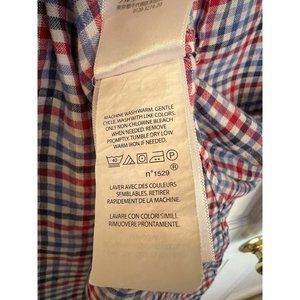 MACHINE WASH WARM, GENTLE
CYCLE. WASH WITH LIKE COLORS.
ONLY NON-CHLORINE BLEACH
WHEN NEEDED. REMOVE
PROMPTLY. TUMBLE DRY LOW.
WARM IRON IF NEEDED.
40
P
n°1529 ®
LAVER AVEC DES COULEURS
SEMBLABLES. RETIRER
RAPIDEMENT DE LA MACHINE.
LAVARE CON COLORI SIMILI.
RIMUOVERE PRONTAMENTE.